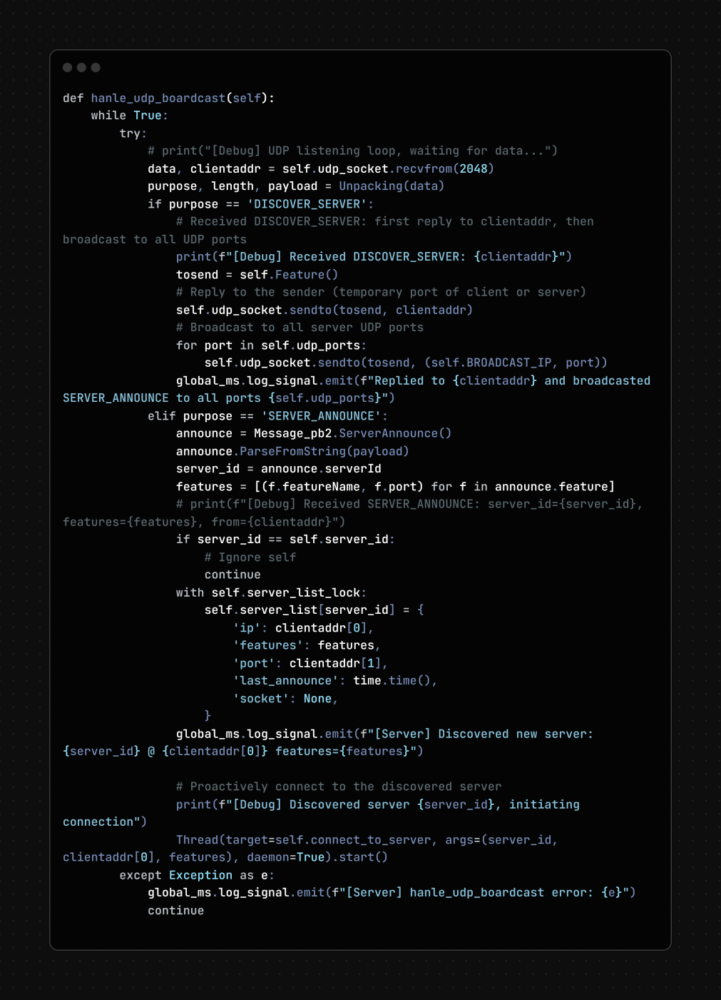 def hanle_udp_boardcast(self):
    while True:
        try:
            # print("[Debug] UDP listening loop, waiting for data...")
            data, clientaddr = self.udp_socket.recvfrom(2048)
            purpose, length, payload = Unpacking(data)
            if purpose == 'DISCOVER_SERVER':
                # Received DISCOVER_SERVER: first reply to clientaddr, then
broadcast to all UDP ports
                print(f"[Debug] Received DISCOVER_SERVER: {clientaddr}")
                tosend = self.Feature()
                # Reply to the sender (temporary port of client or server)
                self.udp_socket.sendto(tosend, clientaddr)
                # Broadcast to all server UDP ports
                for port in self.udp_ports:
                    self.udp_socket.sendto(tosend, (self.BROADCAST_IP, port))
                global_ms.log_signal.emit(f"Replied to {clientaddr} and broadcasted
SERVER_ANNOUNCE to all ports {self.udp_ports}")
            elif purpose == 'SERVER_ANNOUNCE':
                announce = Message_pb2.ServerAnnounce()
                announce.ParseFromString(payload)
                server_id = announce.serverId
                features = [(f.featureName, f.port) for f in announce.feature]
                # print(f"[Debug] Received SERVER_ANNOUNCE: server_id={server_id},
features={features}, from={clientaddr}")
                if server_id == self.server_id:
                    # Ignore self
                    continue
                with self.server_list_lock:
                    self.server_list[server_id] = {
                        'ip': clientaddr[0],
                        'features': features,
                        'port': clientaddr[1],
                        'last_announce': time.time(),
                        'socket': None,
                    }
                global_ms.log_signal.emit(f"[Server] Discovered new server:
{server_id} @ {clientaddr[0]} features={features}")

                # Proactively connect to the discovered server
                print(f"[Debug] Discovered server {server_id}, initiating
connection")
                Thread(target=self.connect_to_server, args=(server_id,
clientaddr[0], features), daemon=True).start()
        except Exception as e:
            global_ms.log_signal.emit(f"[Server] hanle_udp_boardcast error: {e}")
            continue